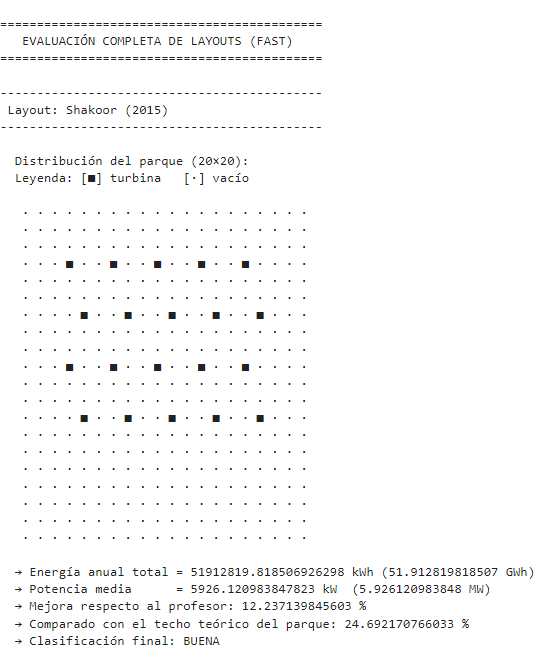 ============================================
EVALUACIÓN COMPLETA DE LAYOUTS (FAST)
============================================
--------------------------------------------
Layout: Shakoor (2015)
--------------------------------------------
Distribución del parque (20×20):
Leyenda: [■] turbina   [·] vacío
· · · · · · · · · · · · · · · · · · · ·
· · · · · · · · · · · · · · · · · · · ·
· · · · · · · · · · · · · · · · · · · ·
· · · ■ · · ■ · · ■ · · ■ · · ■ · · · ·
· · · · · · · · · · · · · · · · · · · ·
· · · · · · · · · · · · · · · · · · · ·
· · · · ■ · · ■ · · ■ · · ■ · · ■ · · ·
· · · · · · · · · · · · · · · · · · · ·
· · · · · · · · · · · · · · · · · · · ·
· · · ■ · · ■ · · ■ · · ■ · · ■ · · · ·
· · · · · · · · · · · · · · · · · · · ·
· · · · · · · · · · · · · · · · · · · ·
· · · · ■ · · ■ · · ■ · · ■ · · ■ · · ·
· · · · · · · · · · · · · · · · · · · ·
· · · · · · · · · · · · · · · · · · · ·
· · · · · · · · · · · · · · · · · · · ·
· · · · · · · · · · · · · · · · · · · ·
· · · · · · · · · · · · · · · · · · · ·
· · · · · · · · · · · · · · · · · · · ·
· · · · · · · · · · · · · · · · · · · ·
→ Energía anual total = 51912819.818506926298 kWh (51.912819818507 GWh)
→ Potencia media      = 5926.120983847823 kW  (5.926120983848 MW)
→ Mejora respecto al profesor: 12.237139845603 %
→ Comparado con el techo teórico del parque: 24.692170766033 %
→ Clasificación final: BUENA